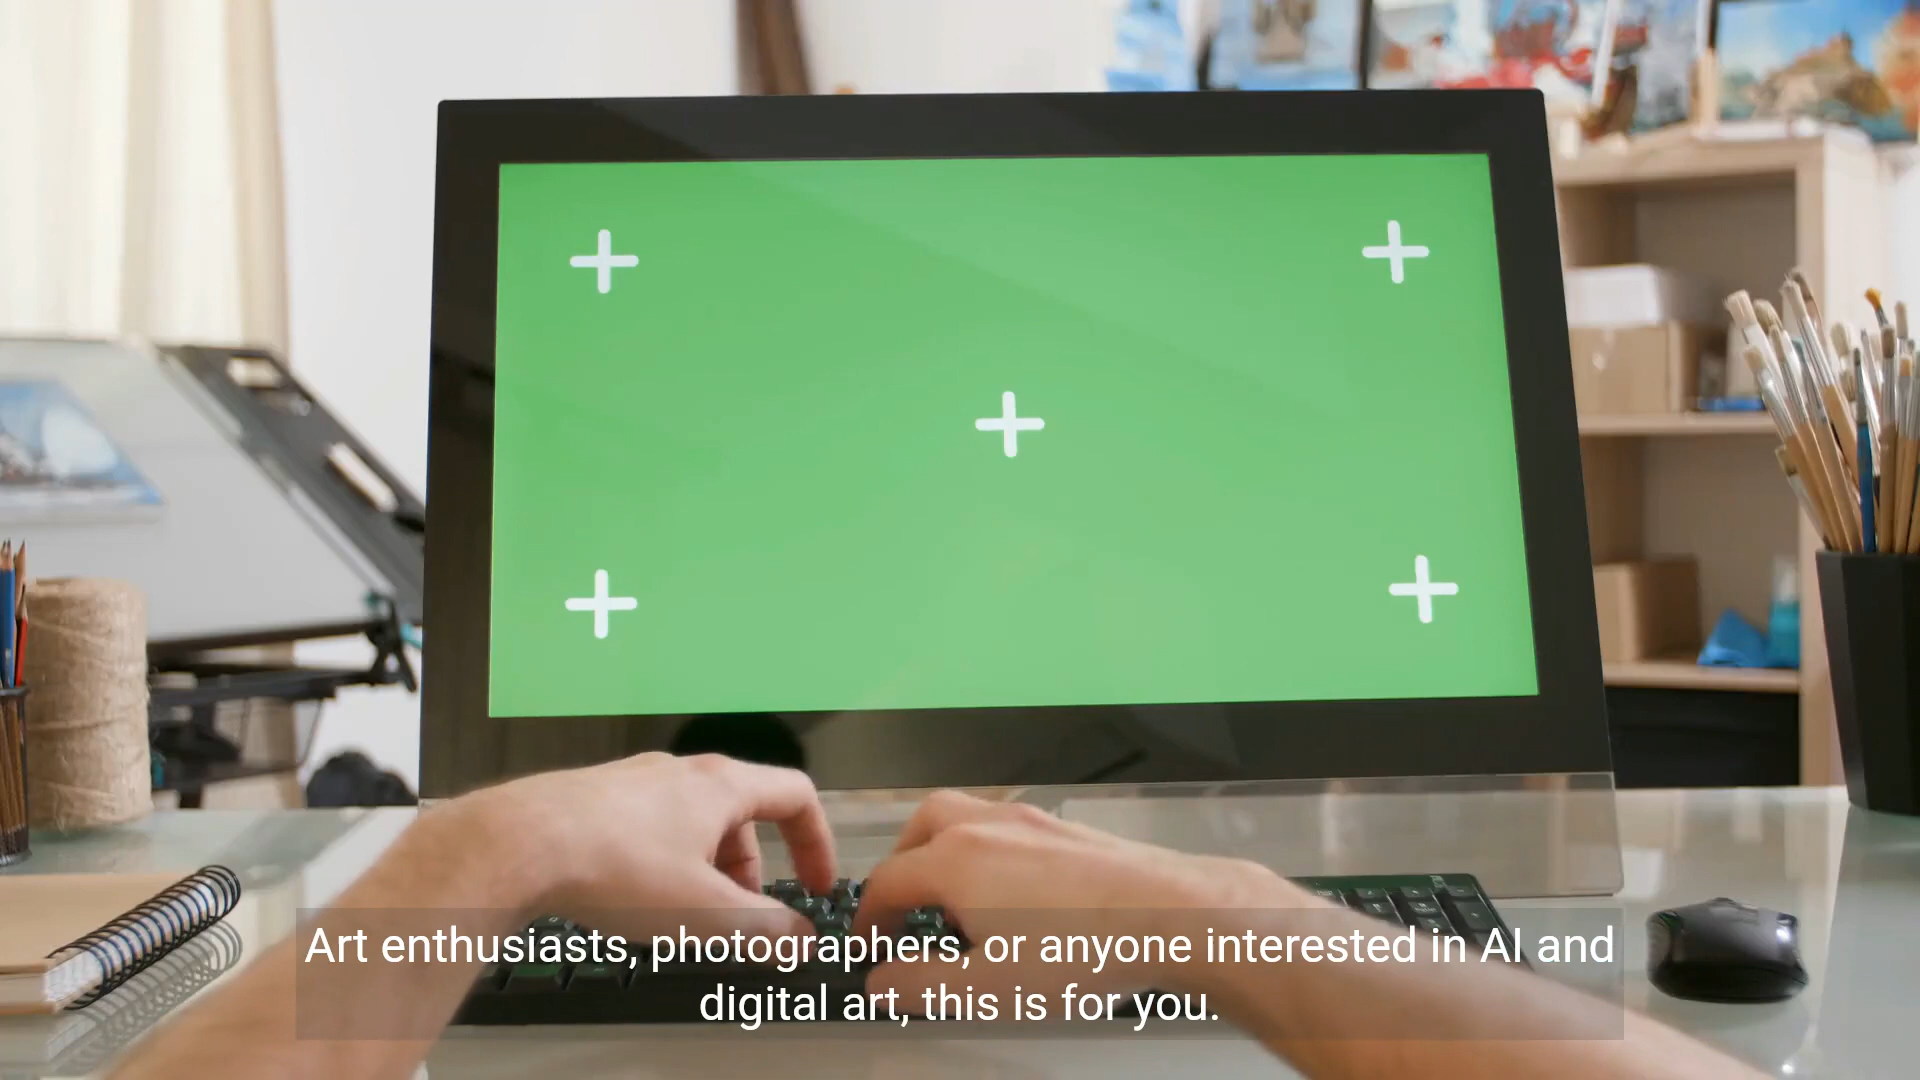 Art enthusiasts, photographers, or anyone interested in AI and
digital art, this is for you.